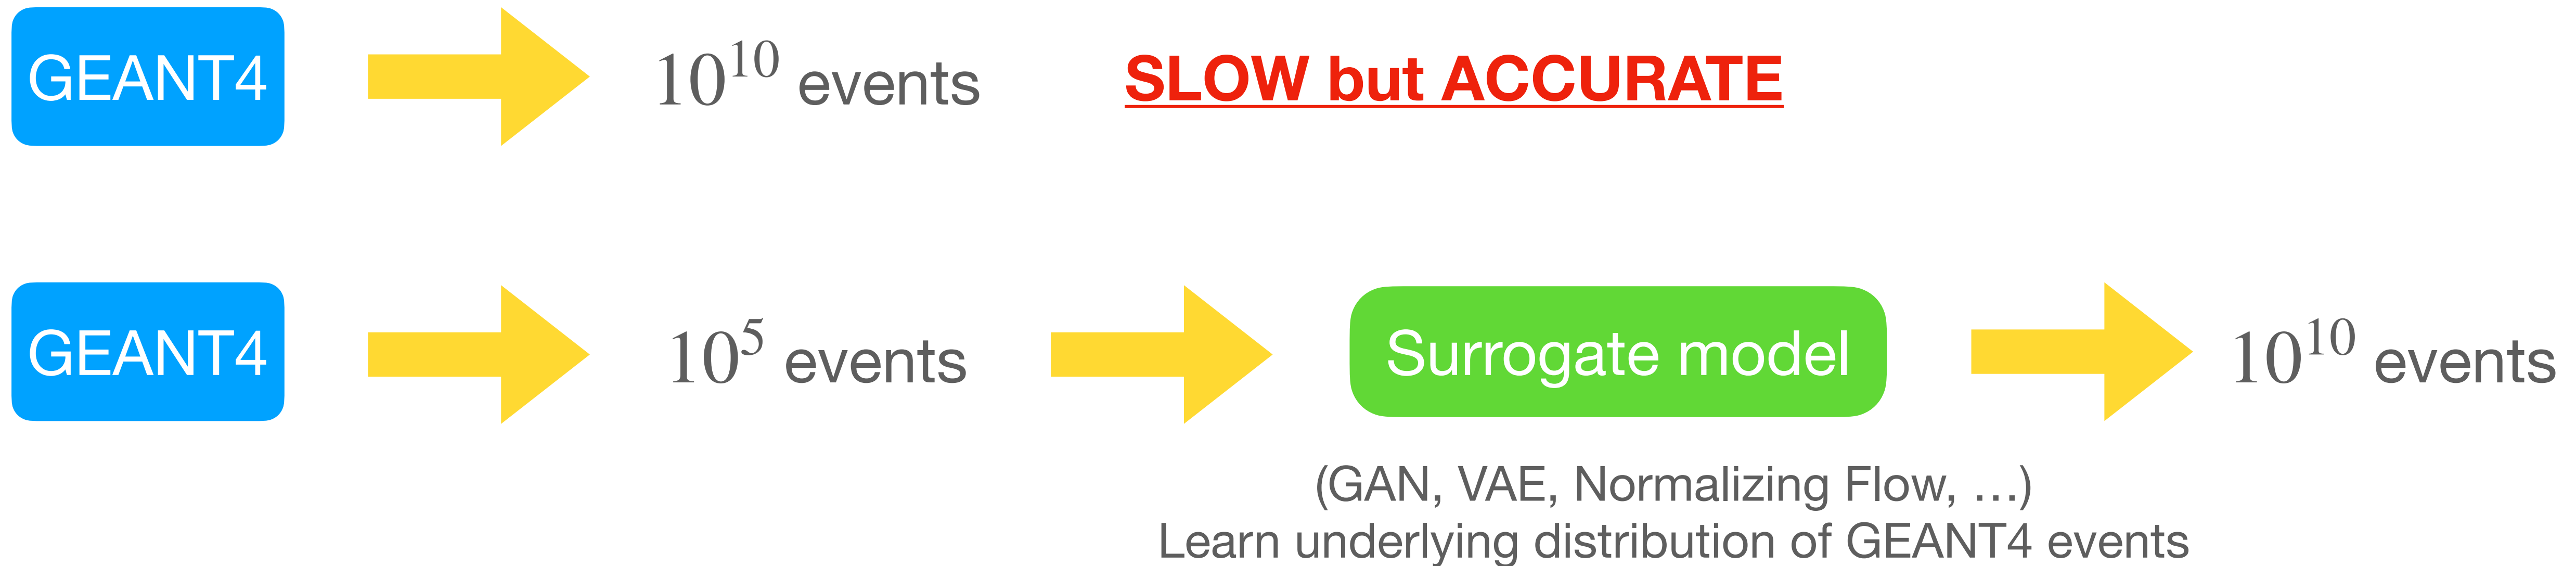 GEANT4 10^10 events SLOW but ACCURATE
GEANT4 10^5 events Surrogate model 10^10 events
(GAN, VAE, Normalizing Flow, …)
Learn underlying distribution of GEANT4 events